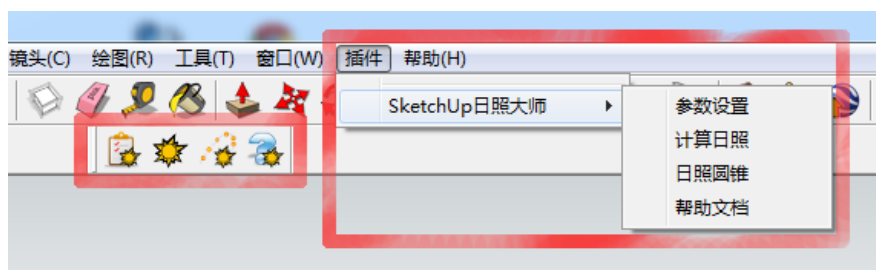 镜头(C) 绘图(R) 工具(T) 窗口(W) 插件 帮助(H)
SketchUp日照大师
参数设置
计算日照
日照圆锥
帮助文档